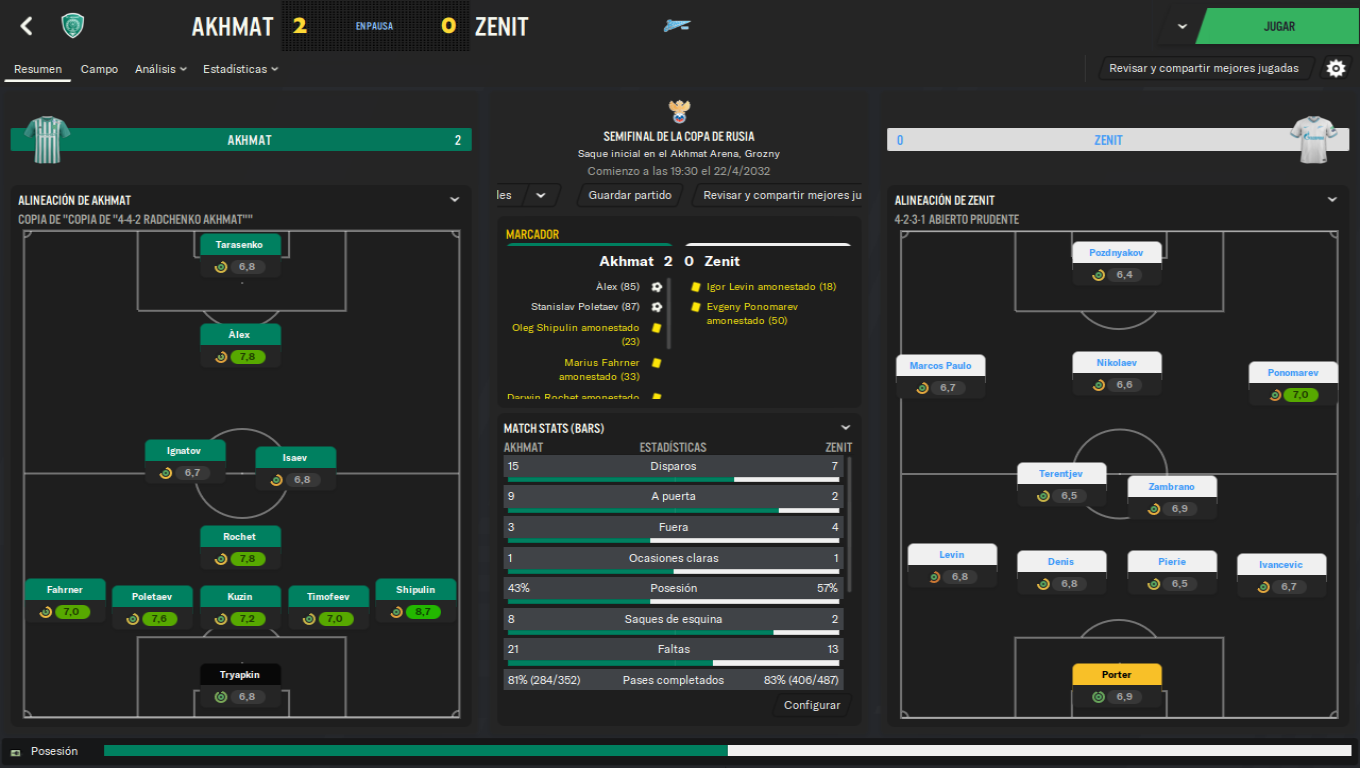 AKHMAT 2 EN PAUSA 0 ZENIT
JUGAR
Resumen Campo Análisis Estadísticas
Revisar y compartir mejores jugadas
AKHMAT 2
SEMIFINAL DE LA COPA DE RUSIA
Saque inicial en el Akhmat Arena, Grozny
Comienzo a las 19:30 el 22/4/2032
les Guardar partido Revisar y compartir mejores ju
0 ZENIT
ALINEACIÓN DE AKHMAT
COPIA DE "COPIA DE "4-4-2 RADCHENKO AKHMAT""
Tarasenko
6,8
Àlex
7,8
Ignatov
6,7
Isaev
6,8
Rochet
7,8
Fahrner
7,0
Poletaev
7,6
Kuzin
7,2
Timofeev
7,0
Shipulin
8,7
Tryapkin
6,8
MARCADOR
Akhmat 2 0 Zenit
Àlex (85)
Stanislav Poletaev (87)
Oleg Shipulin amonestado
(23)
Marius Fahrner
amonestado (33)
Darwin Rochet amonestado
Igor Levin amonestado (18)
Evgeny Ponomarev
amonestado (50)
MATCH STATS (BARS)
AKHMAT ESTADÍSTICAS ZENIT
15 Disparos 7
9 A puerta 2
3 Fuera 4
1 Ocasiones claras 1
43% Posesión 57%
8 Saques de esquina 2
21 Faltas 13
81% (284/352) Pases completados 83% (406/487)
Configurar
ALINEACIÓN DE ZENIT
4-2-3-1 ABIERTO PRUDENTE
Pozdnyakov
6,4
Marcos Paulo
6,7
Nikolaev
6,6
Ponomarev
7,0
Terentjev
6,5
Zambrano
6,9
Levin
6,8
Denis
6,8
Pierie
6,5
Ivancevic
6,7
Porter
6,9
Posesión